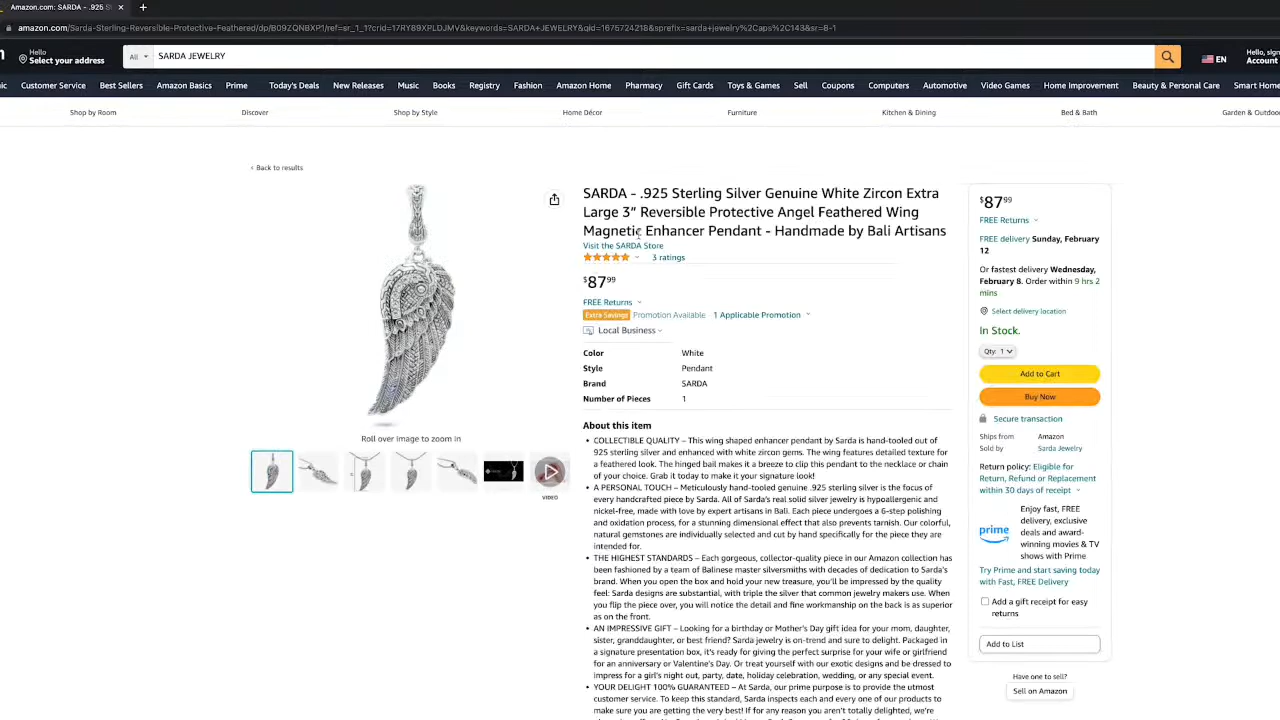 Amazon.com: SARDA - .925 St
amazon.com/Sarda-Sterling-Reversible-Protective-Feathered/dp/B09ZQNBXP1/ref=sr_1_1?crid=17RY89XPLDJMV&keywords=SARDA+JEWELRY&qid=1675724218&sprefix=sarda+jewelry%2Caps%2C143&sr=8-1
Hello
Select your address
All
SARDA JEWELRY
EN
Hello, sign
Account
ic Customer Service Best Sellers Amazon Basics Prime Today's Deals New Releases Music Books Registry Fashion Amazon Home Pharmacy Gift Cards Toys & Games Sell Coupons Computers Automotive Video Games Home Improvement Beauty & Personal Care Smart Home
Shop by Room Discover Shop by Style Home Décor Furniture Kitchen & Dining Bed & Bath Garden & Outdoo
‹ Back to results
Roll over image to zoom in
VIDEO
SARDA - .925 Sterling Silver Genuine White Zircon Extra
Large 3" Reversible Protective Angel Feathered Wing
Magnetic Enhancer Pendant - Handmade by Bali Artisans
Visit the SARDA Store
3 ratings
$87.99
FREE Returns
Extra Savings Promotion Available 1 Applicable Promotion
Local Business
Color White
Style Pendant
Brand SARDA
Number of Pieces 1
About this item
• COLLECTIBLE QUALITY – This wing shaped enhancer pendant by Sarda is hand-tooled out of
925 sterling silver and enhanced with white zircon gems. The wing features detailed texture for
a feathered look. The hinged bail makes it a breeze to clip this pendant to the necklace or chain
of your choice. Grab it today to make it your signature look!
• A PERSONAL TOUCH – Meticulously hand-tooled genuine .925 sterling silver is the focus of
every handcrafted piece by Sarda. All of Sarda's real solid silver jewelry is hypoallergenic and
nickel-free, made with love by expert artisans in Bali. Each piece undergoes a 6-step polishing
and oxidation process, for a stunning dimensional effect that also prevents tarnish. Our colorful,
natural gemstones are individually selected and cut by hand specifically for the piece they are
intended for.
• THE HIGHEST STANDARDS – Each gorgeous, collector-quality piece in our Amazon collection has
been fashioned by a team of Balinese master silversmiths with decades of dedication to Sarda's
brand. When you open the box and hold your new treasure, you'll be impressed by the quality
feel: Sarda designs are substantial, with triple the silver that common jewelry makers use. When
you flip the piece over, you will notice the detail and fine workmanship on the back is as superior
as on the front.
• AN IMPRESSIVE GIFT – Looking for a birthday or Mother's Day gift idea for your mom, daughter,
sister, granddaughter, or best friend? Sarda jewelry is on-trend and sure to delight. Packaged in
a signature presentation box, it's ready for giving the perfect surprise for your wife or girlfriend
for an anniversary or Valentine's Day. Or treat yourself with our exotic designs and be dressed to
impress for a girl's night out, party, date, holiday celebration, wedding, or any special event.
• YOUR DELIGHT 100% GUARANTEED – At Sarda, our prime purpose is to provide the utmost
customer service. To keep this standard, Sarda inspects each and every one of our products to
make sure you are getting the very best! If for any reason you aren't totally delighted, we're
$87.99
FREE Returns
FREE delivery Sunday, February
12
Or fastest delivery Wednesday,
February 8. Order within 9 hrs 2
mins
Select delivery location
In Stock.
Qty: 1
Add to Cart
Buy Now
Secure transaction
Ships from Amazon
Sold by Sarda Jewelry
Return policy: Eligible for
Return, Refund or Replacement
within 30 days of receipt
prime
Enjoy fast, FREE
delivery, exclusive
deals and award-
winning movies & TV
shows with Prime
Try Prime and start saving today
with Fast, FREE Delivery
Add a gift receipt for easy
returns
Add to List
Have one to sell?
Sell on Amazon